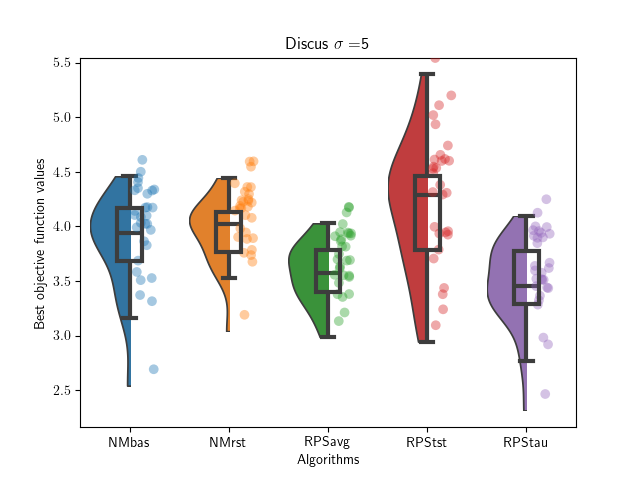 Discus σ =5
Best objective function values
5.5
5.0
4.5
4.0
3.5
3.0
2.5
NMbas NMrst RPSavg RPStst RPStau
Algorithms